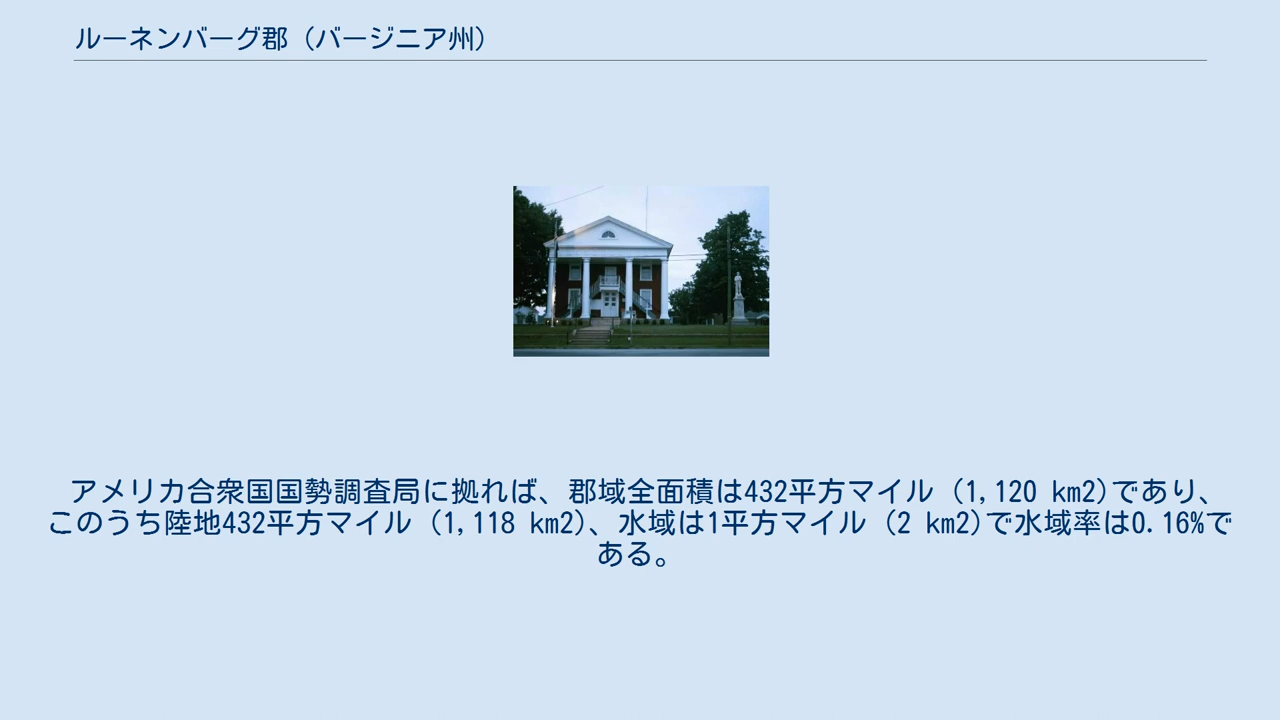 ルーネンバーグ郡 (バージニア州)
アメリカ合衆国国勢調査局に拠れば、郡域全面積は432平方マイル (1,120 km2)であり、
このうち陸地432平方マイル (1,118 km2)、水域は1平方マイル (2 km2)で水域率は0.16%で
ある。